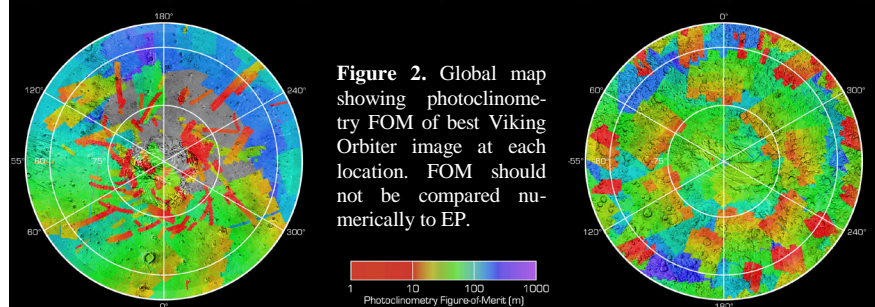 180°
120°
240°
55°
60°
75°
60°
300°
0°
Figure 2. Global map
showing photoclinome-
try FOM of best Viking
Orbiter image at each
location. FOM should
not be compared nu-
merically to EP.
1 10 100 1000
Photoclinometry Figure-of-Merit [m]
0°
60°
300°
-75°
120°
240°
180°